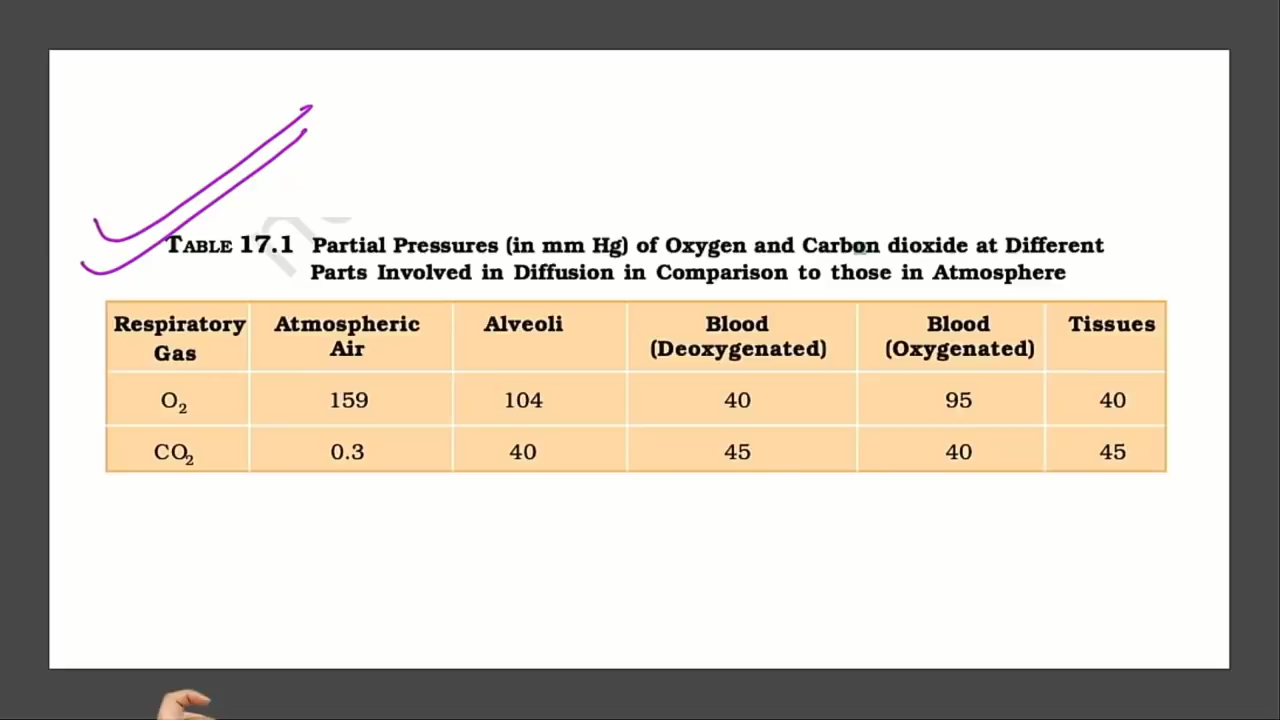 TABLE 17.1 Partial Pressures (in mm Hg) of Oxygen and Carbon dioxide at Different
Parts Involved in Diffusion in Comparison to those in Atmosphere
Respiratory Gas Atmospheric Air Alveoli Blood (Deoxygenated) Blood (Oxygenated) Tissues
O₂ 159 104 40 95 40
CO₂ 0.3 40 45 40 45